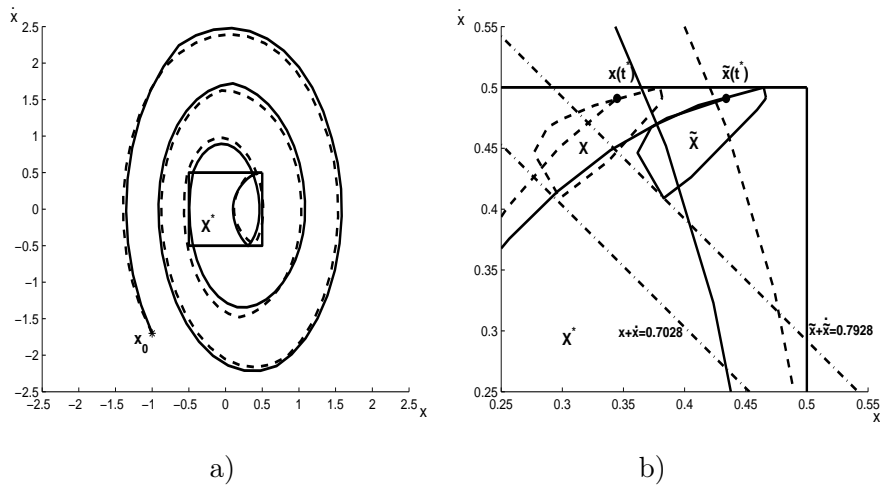 ẋ
2.5
2
1.5
1
0.5
0
−0.5
−1
−1.5
−2
−2.5
−2.5 −2 −1.5 −1 −0.5 0 0.5 1 1.5 2 2.5
x
X*
x₀
a)
ẋ
0.55
0.5
0.45
0.4
0.35
0.3
0.25
0.25 0.3 0.35 0.4 0.45 0.5 0.55
x
x(t*) x̃(t*)
X X̃
x+ẋ=0.7028 x̃+x̃̇=0.7928
X*
b)